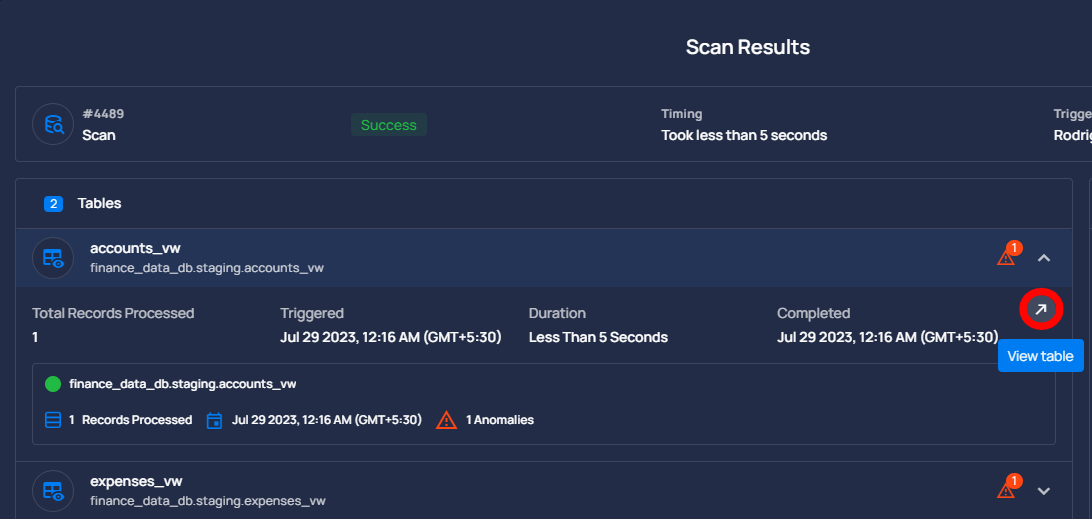 Scan Results
#4489
Scan
Success
Timing
Took less than 5 seconds
2 Tables
accounts_vw
finance_data_db.staging.accounts_vw
1
Total Records Processed
1
Triggered
Jul 29 2023, 12:16 AM (GMT+5:30)
Duration
Less Than 5 Seconds
Completed
Jul 29 2023, 12:16 AM (GMT+5:30)
View table
finance_data_db.staging.accounts_vw
1 Records Processed Jul 29 2023, 12:16 AM (GMT+5:30) 1 Anomalies
expenses_vw
finance_data_db.staging.expenses_vw
1